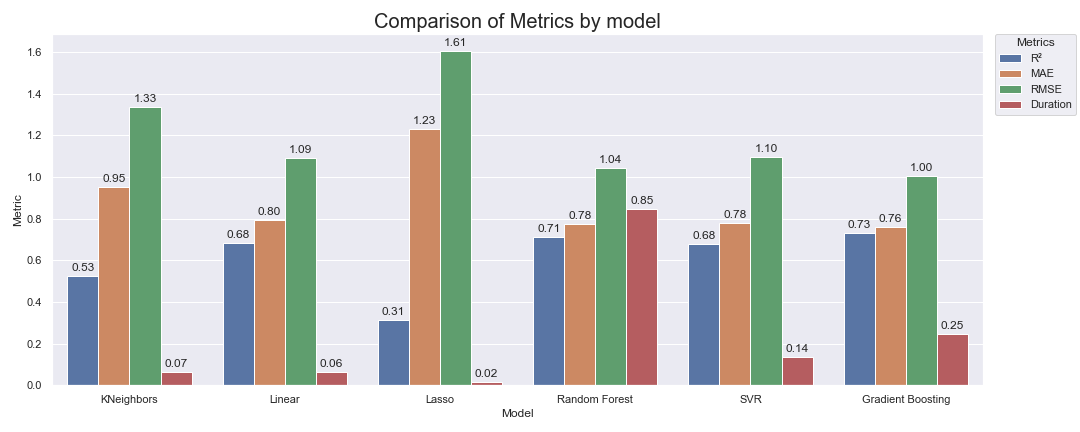 Comparison of Metrics by model
Metrics
R²
MAE
RMSE
Duration
Metric
1.6
1.4
1.2
1.0
0.8
0.6
0.4
0.2
0.0
0.53 0.95 1.33 0.07
0.68 0.80 1.09 0.06
0.31 1.23 1.61 0.02
0.71 0.78 1.04 0.85
0.68 0.78 1.10 0.14
0.73 0.76 1.00 0.25
KNeighbors Linear Lasso Random Forest SVR Gradient Boosting
Model